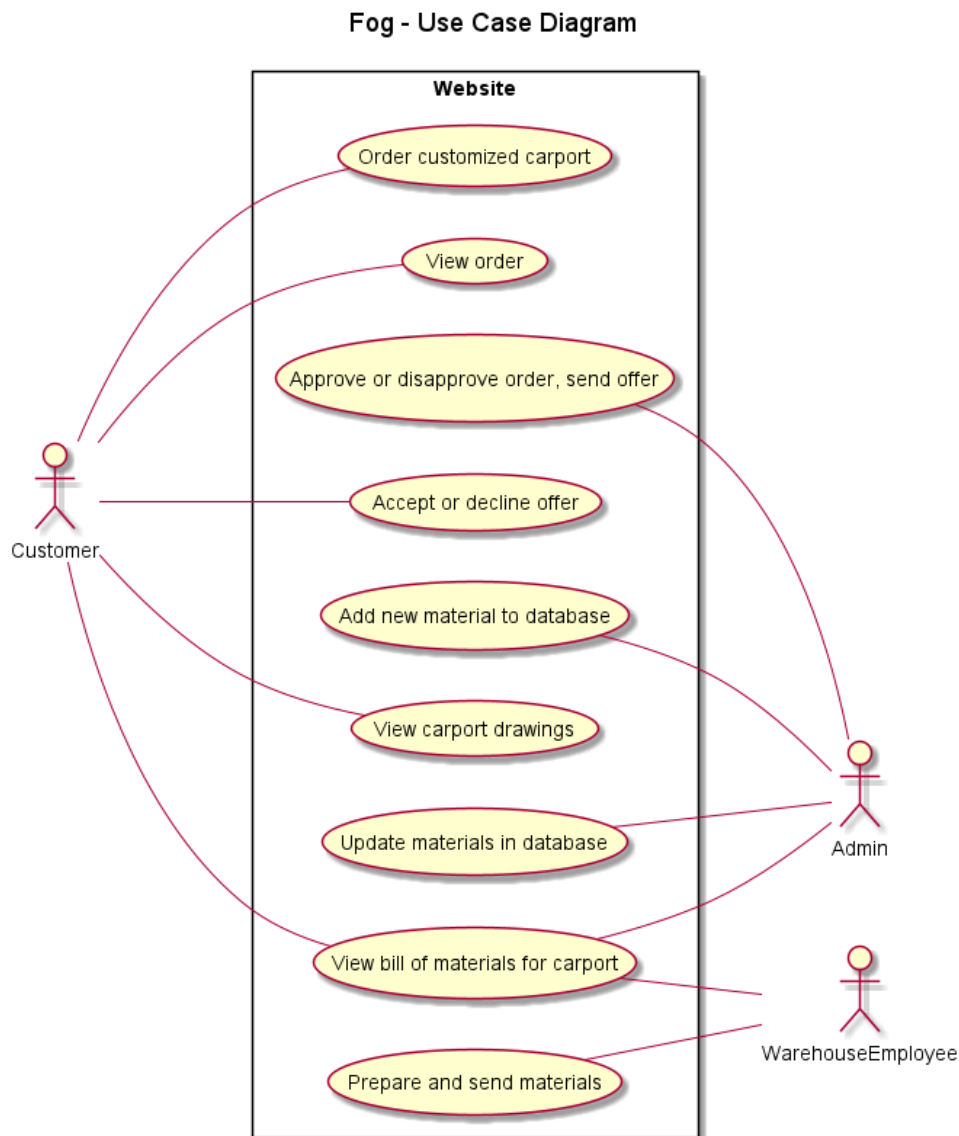 Fog - Use Case Diagram
Website
Order customized carport
View order
Approve or disapprove order, send offer
Customer
Accept or decline offer
Add new material to database
View carport drawings
Update materials in database
Admin
View bill of materials for carport
WarehouseEmployee
Prepare and send materials